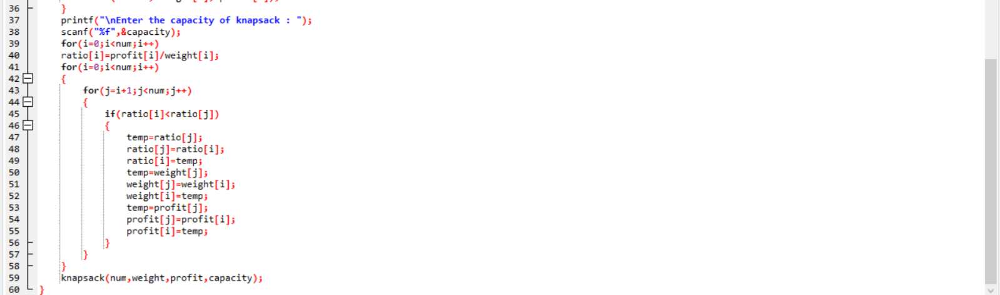 36 }
37 printf("\nEnter the capacity of knapsack : ");
38 scanf("%f",&capacity);
39 for(i=0;i<num;i++)
40 ratio[i]=profit[i]/weight[i];
41 for(i=0;i<num;i++)
42 {
43 for(j=i+1;j<num;j++)
44 {
45 if(ratio[i]<ratio[j])
46 {
47 temp=ratio[j];
48 ratio[j]=ratio[i];
49 ratio[i]=temp;
50 temp=weight[j];
51 weight[j]=weight[i];
52 weight[i]=temp;
53 temp=profit[j];
54 profit[j]=profit[i];
55 profit[i]=temp;
56 }
57 }
58 }
59 knapsack(num,weight,profit,capacity);
60 }